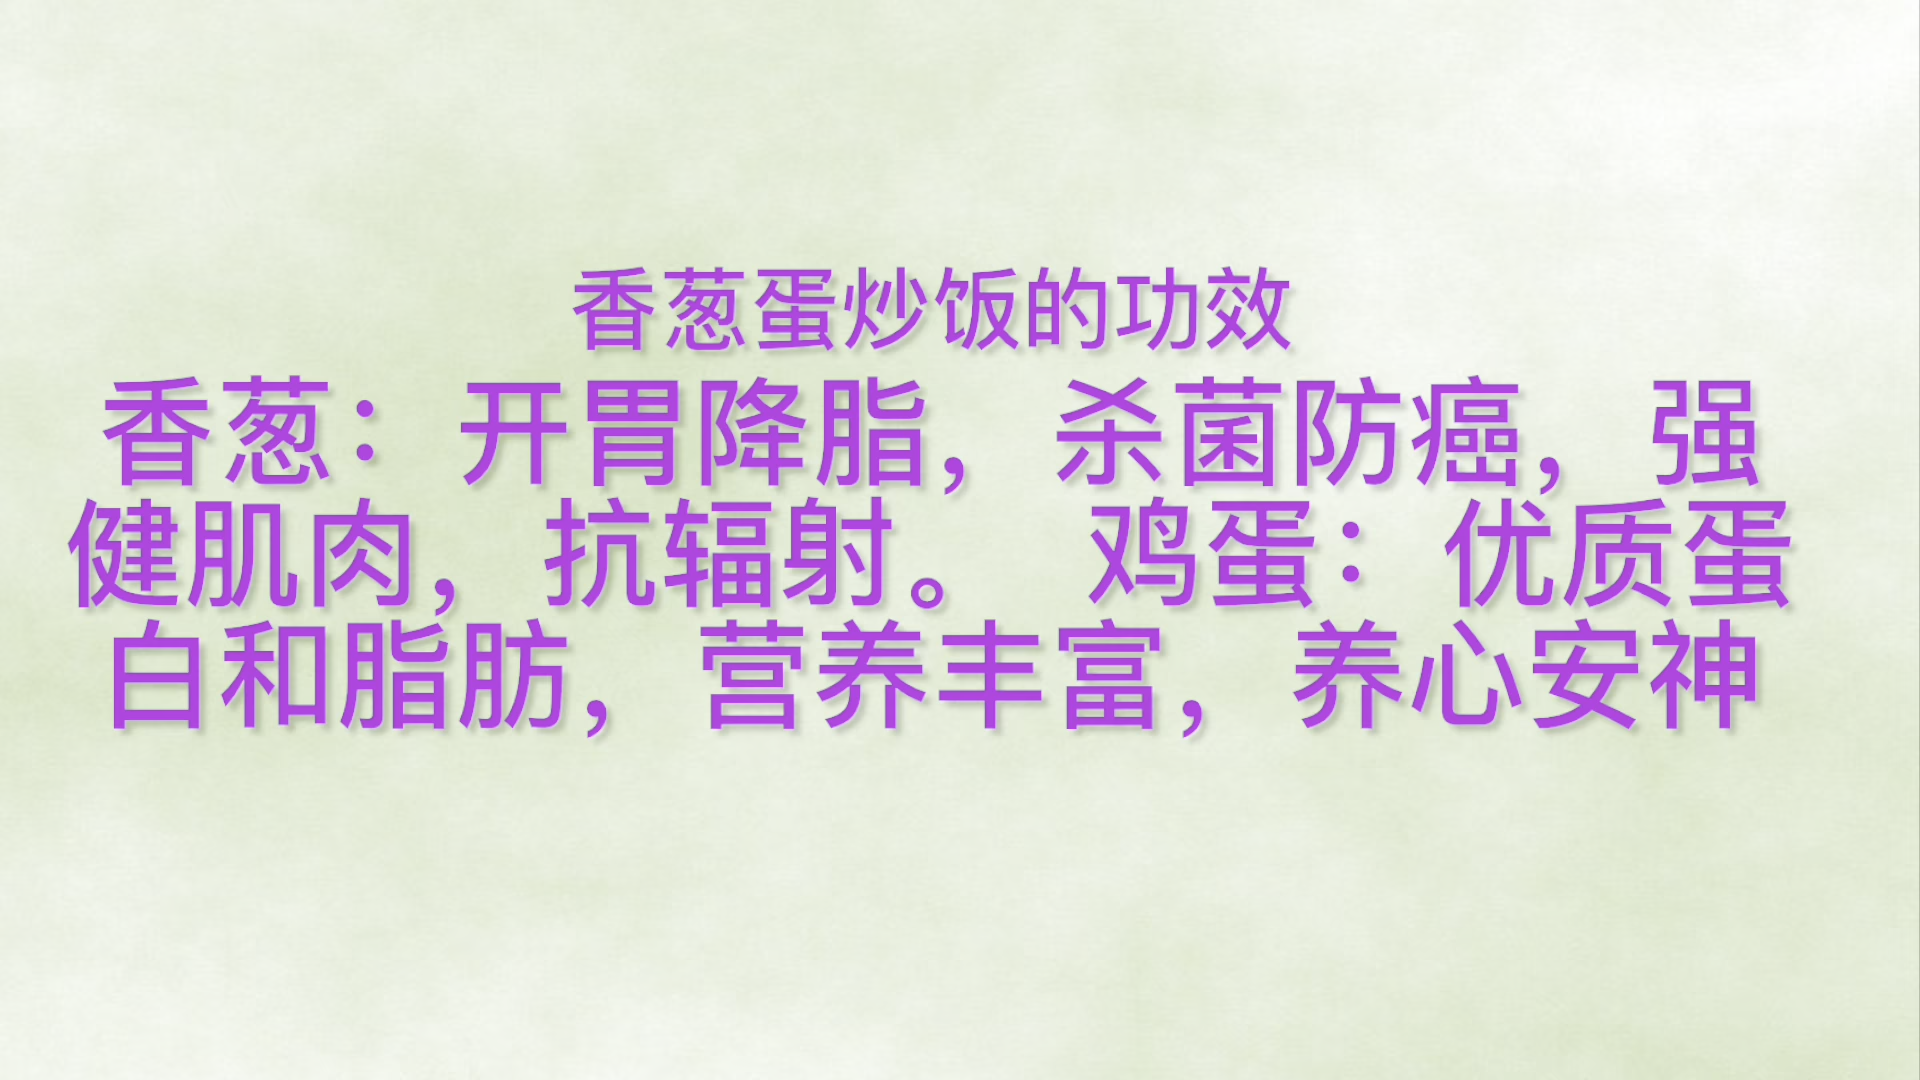 香葱蛋炒饭的功效
香葱：开胃降脂，杀菌防癌，强
健肌肉，抗辐射。 鸡蛋：优质蛋
白和脂肪，营养丰富，养心安神